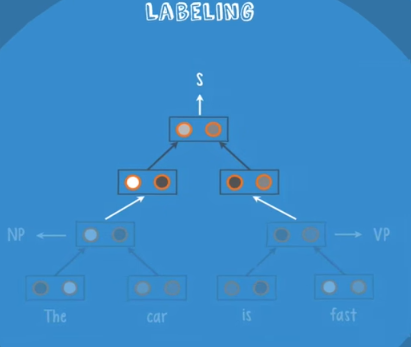 LABELING
S
NP
VP
The car is fast